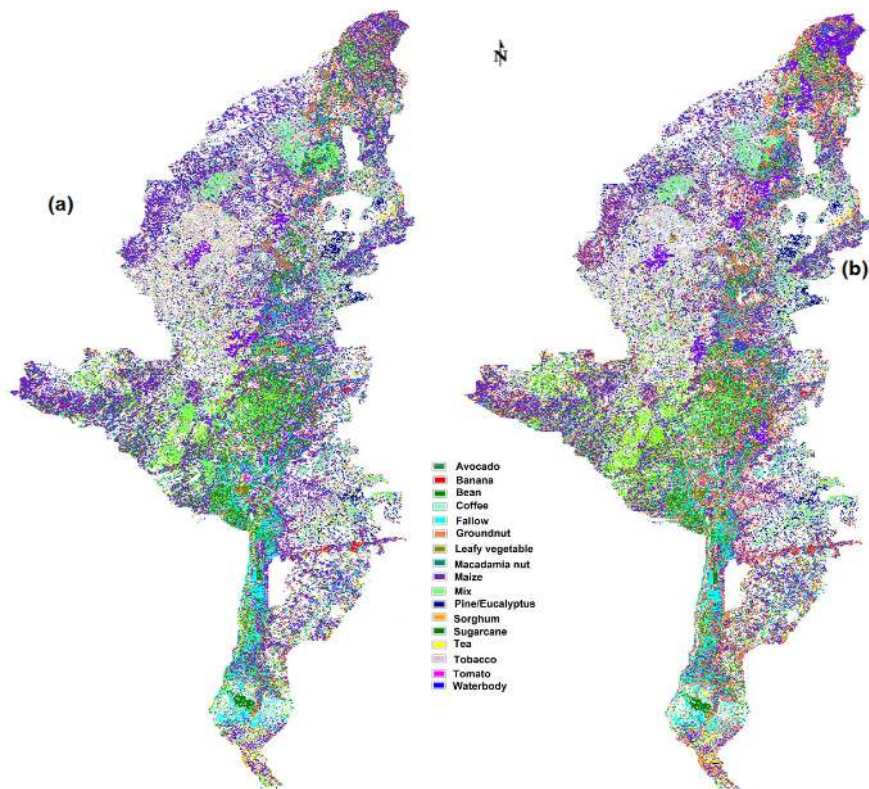 N
(a)
(b)
Avocado
Banana
Bean
Coffee
Fallow
Groundnut
Leafy vegetable
Macadamia nut
Maize
Mix
Pine/Eucalyptus
Sorghum
Sugarcane
Tea
Tobacco
Tomato
Waterbody